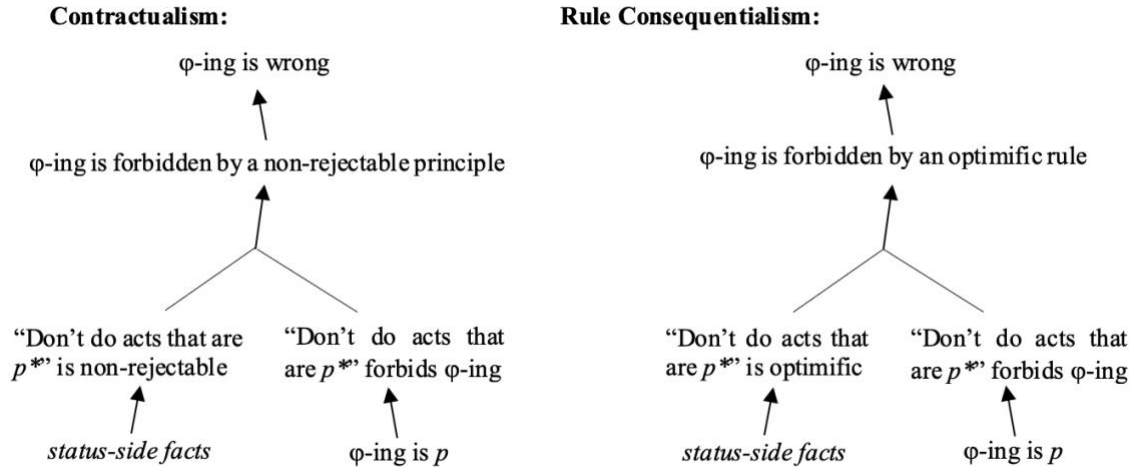 Contractualism:
φ-ing is wrong
φ-ing is forbidden by a non-rejectable principle
“Don’t do acts that are
p*” is non-rejectable
“Don’t do acts that
are p*” forbids φ-ing
status-side facts
φ-ing is p
Rule Consequentialism:
φ-ing is wrong
φ-ing is forbidden by an optimific rule
“Don’t do acts that
are p*” is optimific
“Don’t do acts that
are p*” forbids φ-ing
status-side facts
φ-ing is p